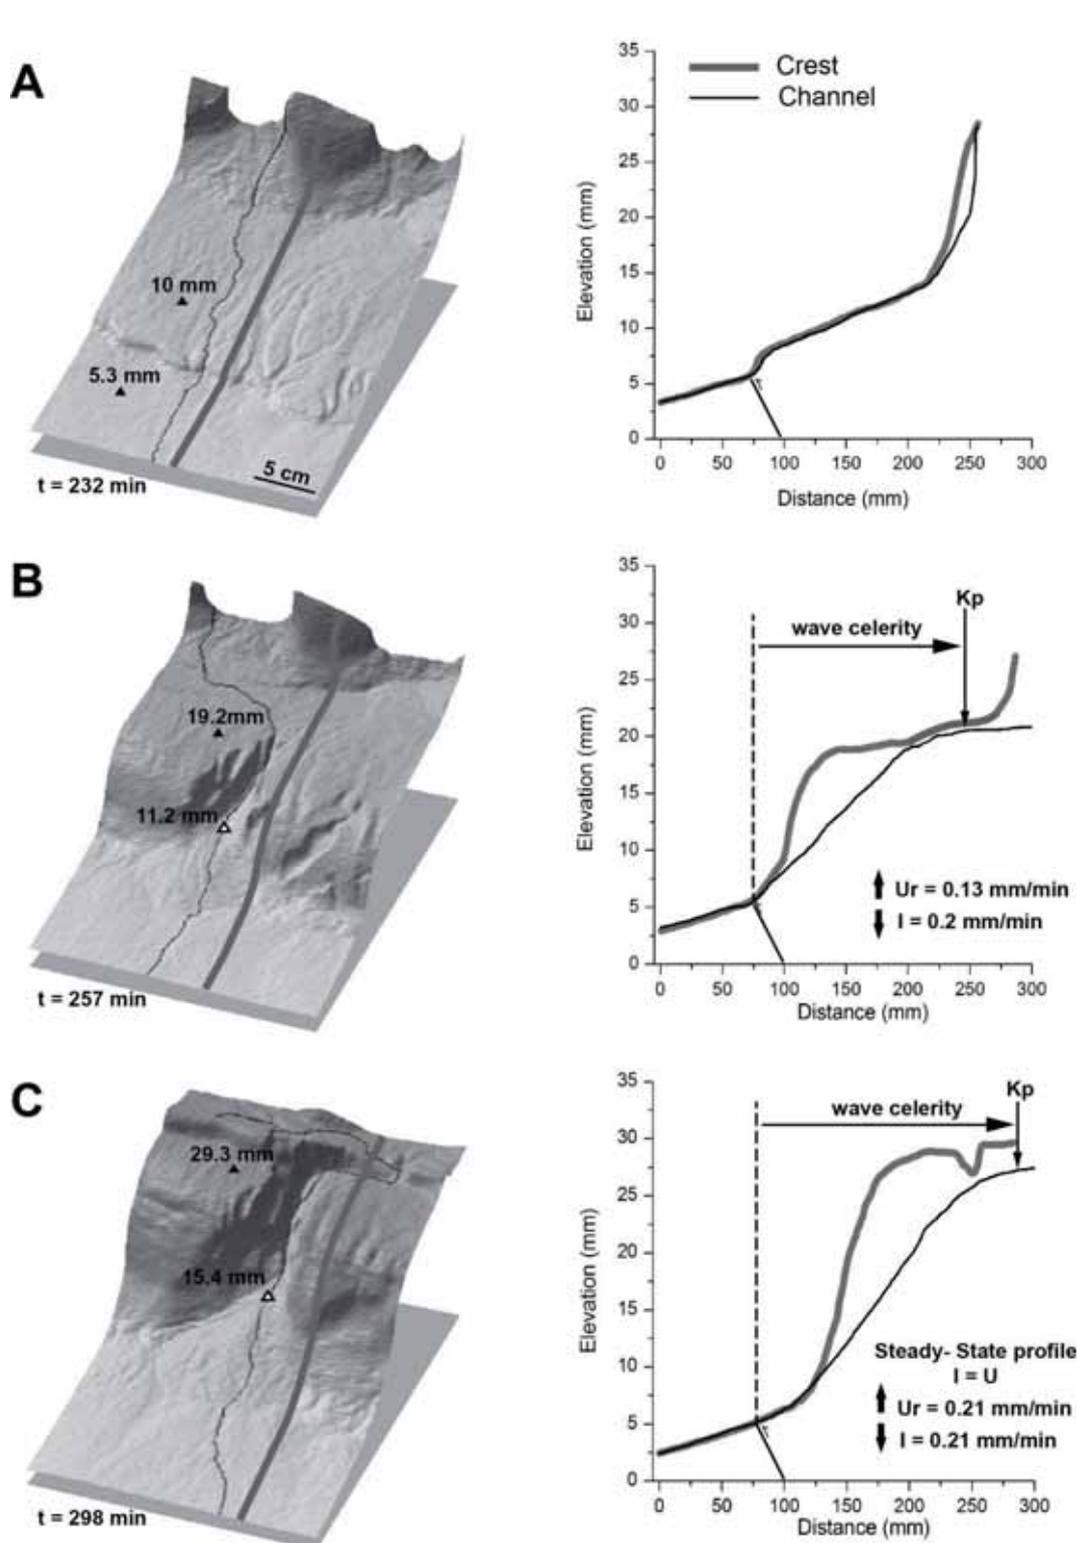 A
10 mm
5.3 mm
5 cm
t = 232 min
35
30
25
20
15
10
5
0
Elevation (mm)
Crest
Channel
0 50 100 150 200 250 300
Distance (mm)
B
19.2mm
11.2 mm
t = 257 min
35
30
25
20
15
10
5
0
Elevation (mm)
Kp
wave celerity
Ur = 0.13 mm/min
I = 0.2 mm/min
0 50 100 150 200 250 300
Distance (mm)
C
29.3 mm
15.4 mm
t = 298 min
35
30
25
20
15
10
5
0
Elevation (mm)
Kp
wave celerity
Steady- State profile
I = U
Ur = 0.21 mm/min
I = 0.21 mm/min
0 50 100 150 200 250 300
Distance (mm)